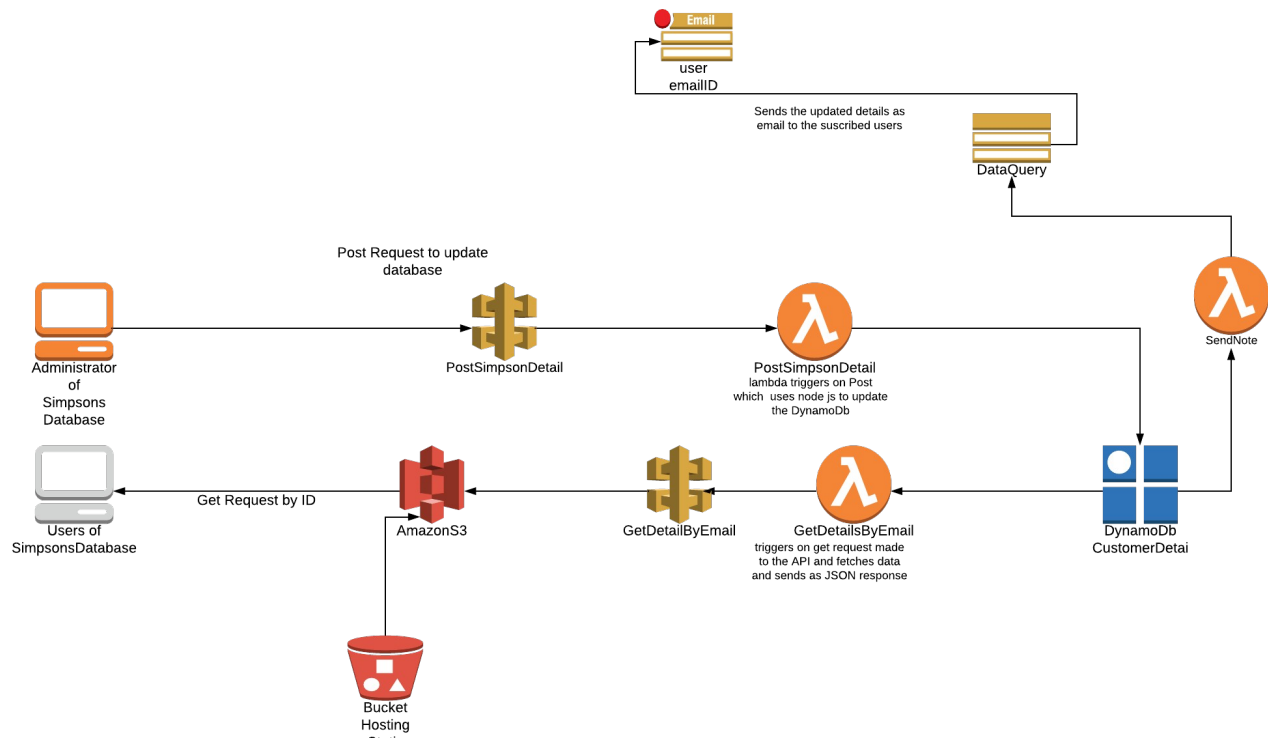 Email
user
emailID
Sends the updated details as
email to the suscribed users
DataQuery
Post Request to update
database
SendNote
Administrator
of
Simpsons
Database
PostSimpsonDetail
PostSimpsonDetail
lambda triggers on Post
which uses node js to update
the DynamoDb
Get Request by ID
Users of
SimpsonsDatabase
AmazonS3
GetDetailByEmail
GetDetailsByEmail
triggers on get request made
to the API and fetches data
and sends as JSON response
DynamoDb
CustomerDetai
Bucket
Hosting